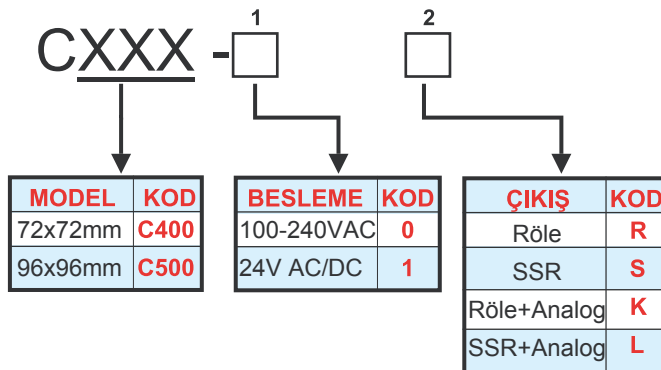 1 2
CXXX -
MODEL KOD
72x72mm C400
96x96mm C500
BESLEME KOD
100-240VAC 0
24V AC/DC 1
ÇIKIŞ KOD
Röle R
SSR S
Röle+Analog K
SSR+Analog L